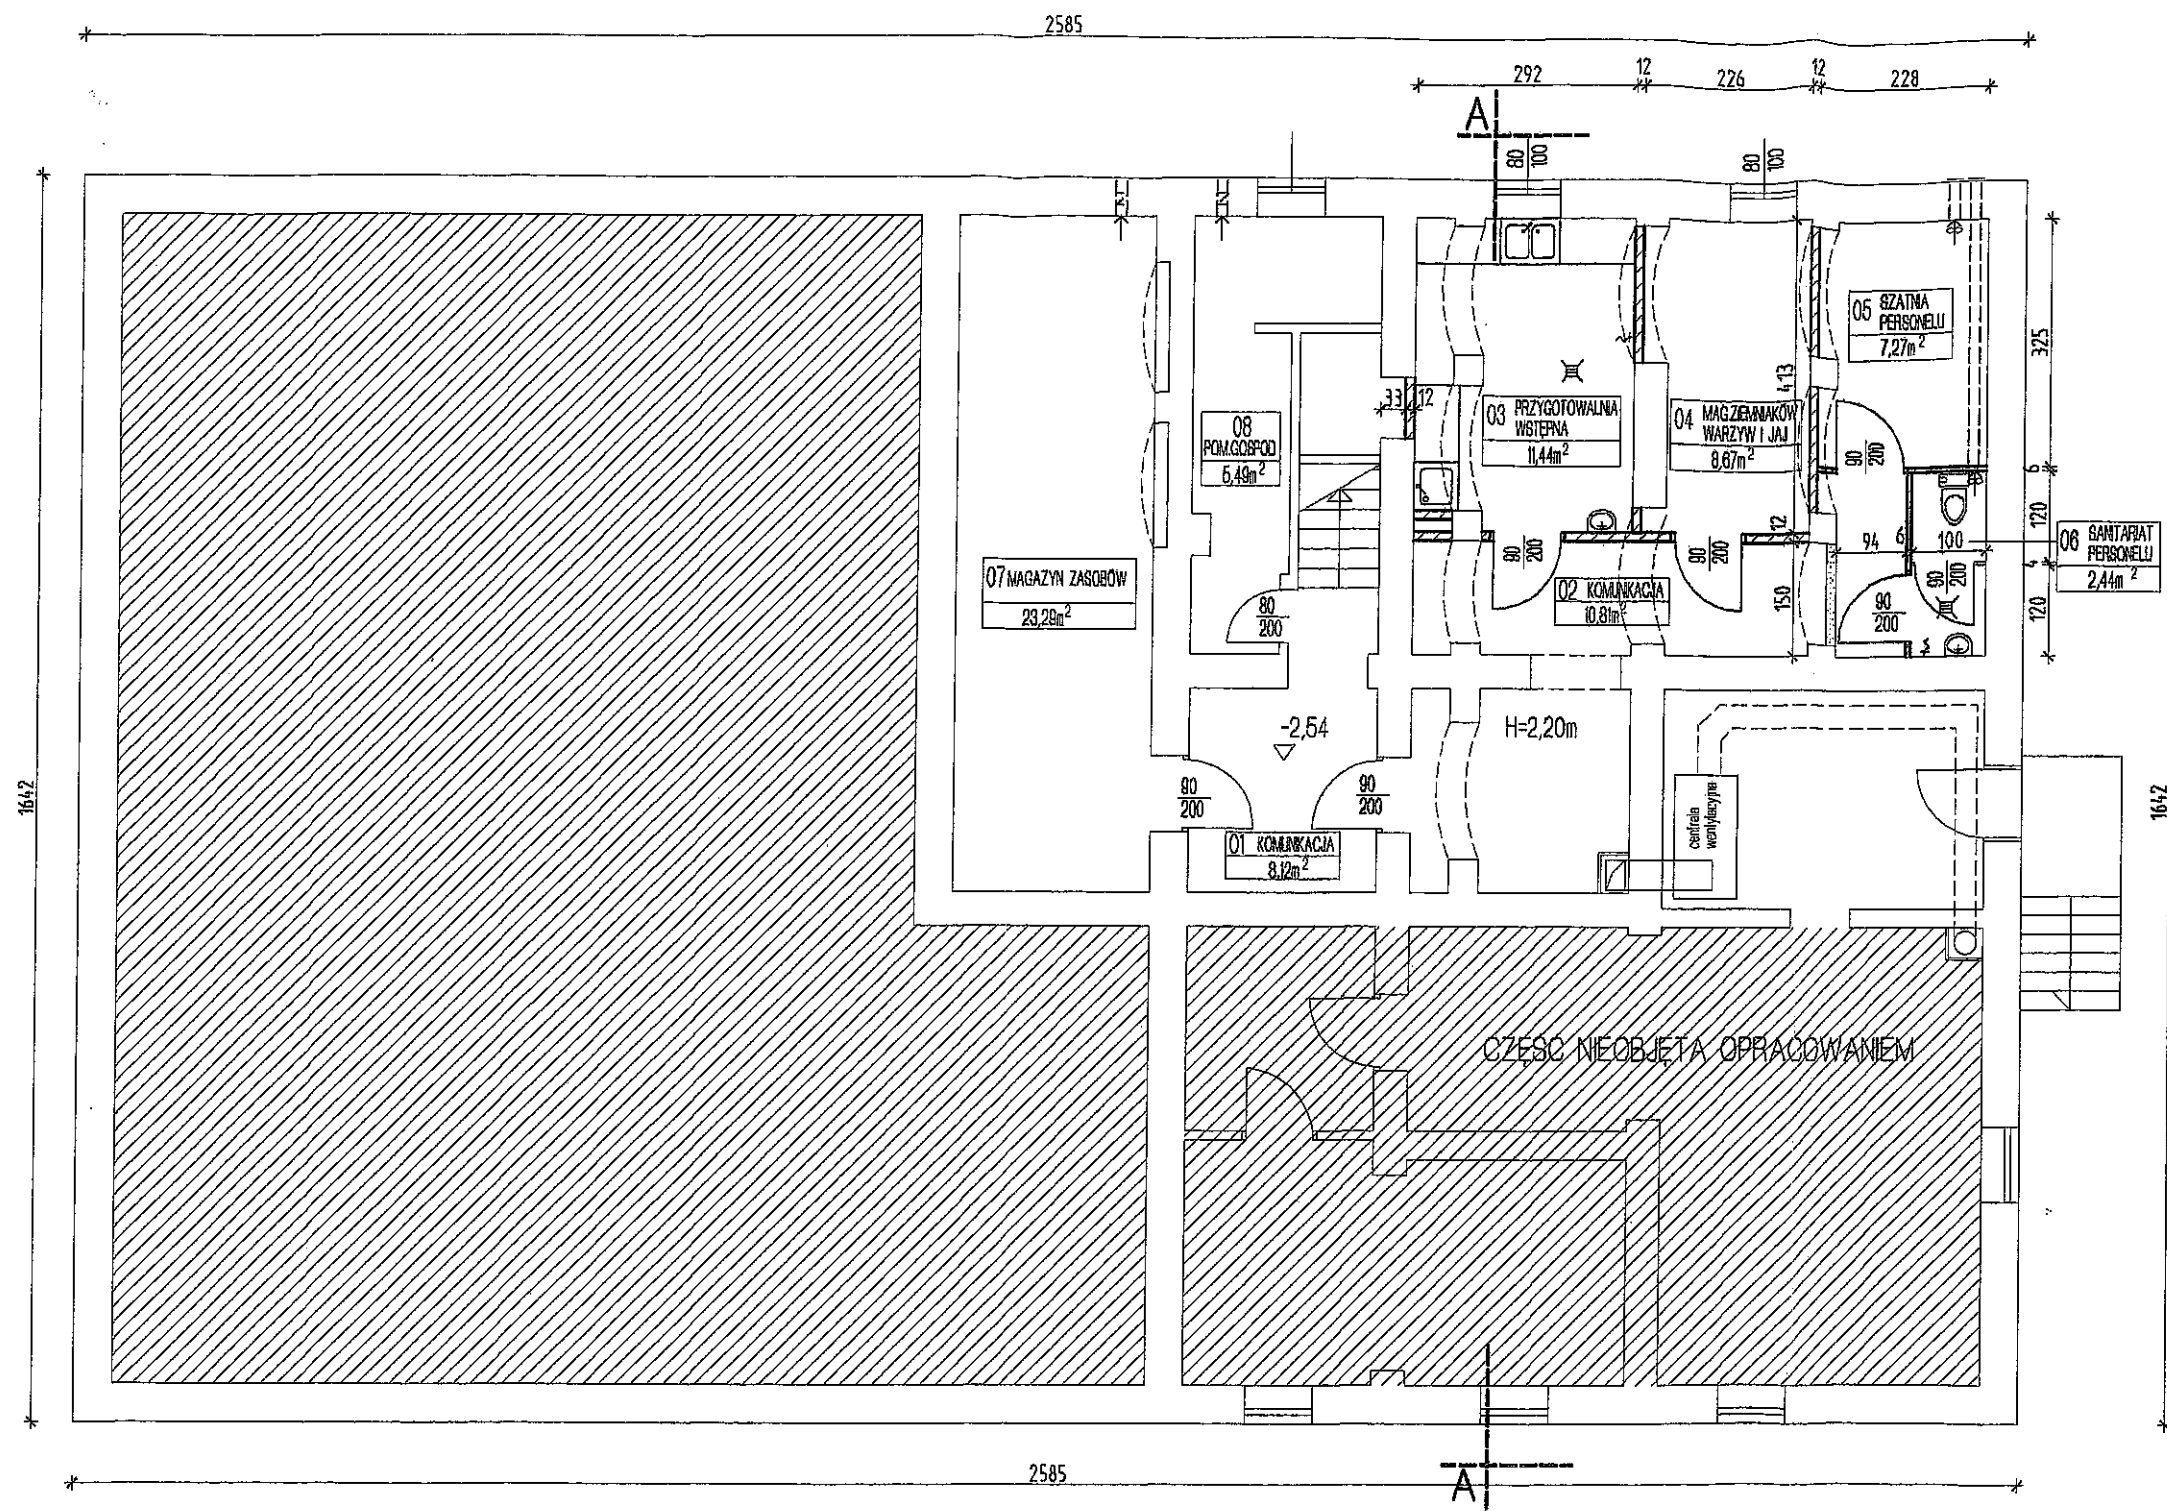 2585
292
12
226
12
228
A
80
100
80
100
05 SZATNIA
PERSONELU
7,27m²
325
413
33
12
03 PRZYGOTOWALNIA
WSTĘPNA
11,44m²
04 MAG.ZIEMNIAKÓW
WARZYW I JAJ
8,67m²
08
POM.GOSPOD
5,49m²
90
200
6
120
12
94
6
100
06 SANITARIAT
PERSONELU
2,44m²
90
200
90
200
07 MAGAZYN ZASOBÓW
23,29m²
02 KOMUNIKACJA
10,81m²
150
90
200
90
200
4
120
80
200
-2,54
H=2,20m
1642
90
200
90
200
centrala
wentylacyjna
1642
01 KOMUNIKACJA
8,12m²
CZĘŚĆ NIEOBJĘTA OPRACOWANIEM
2585
A